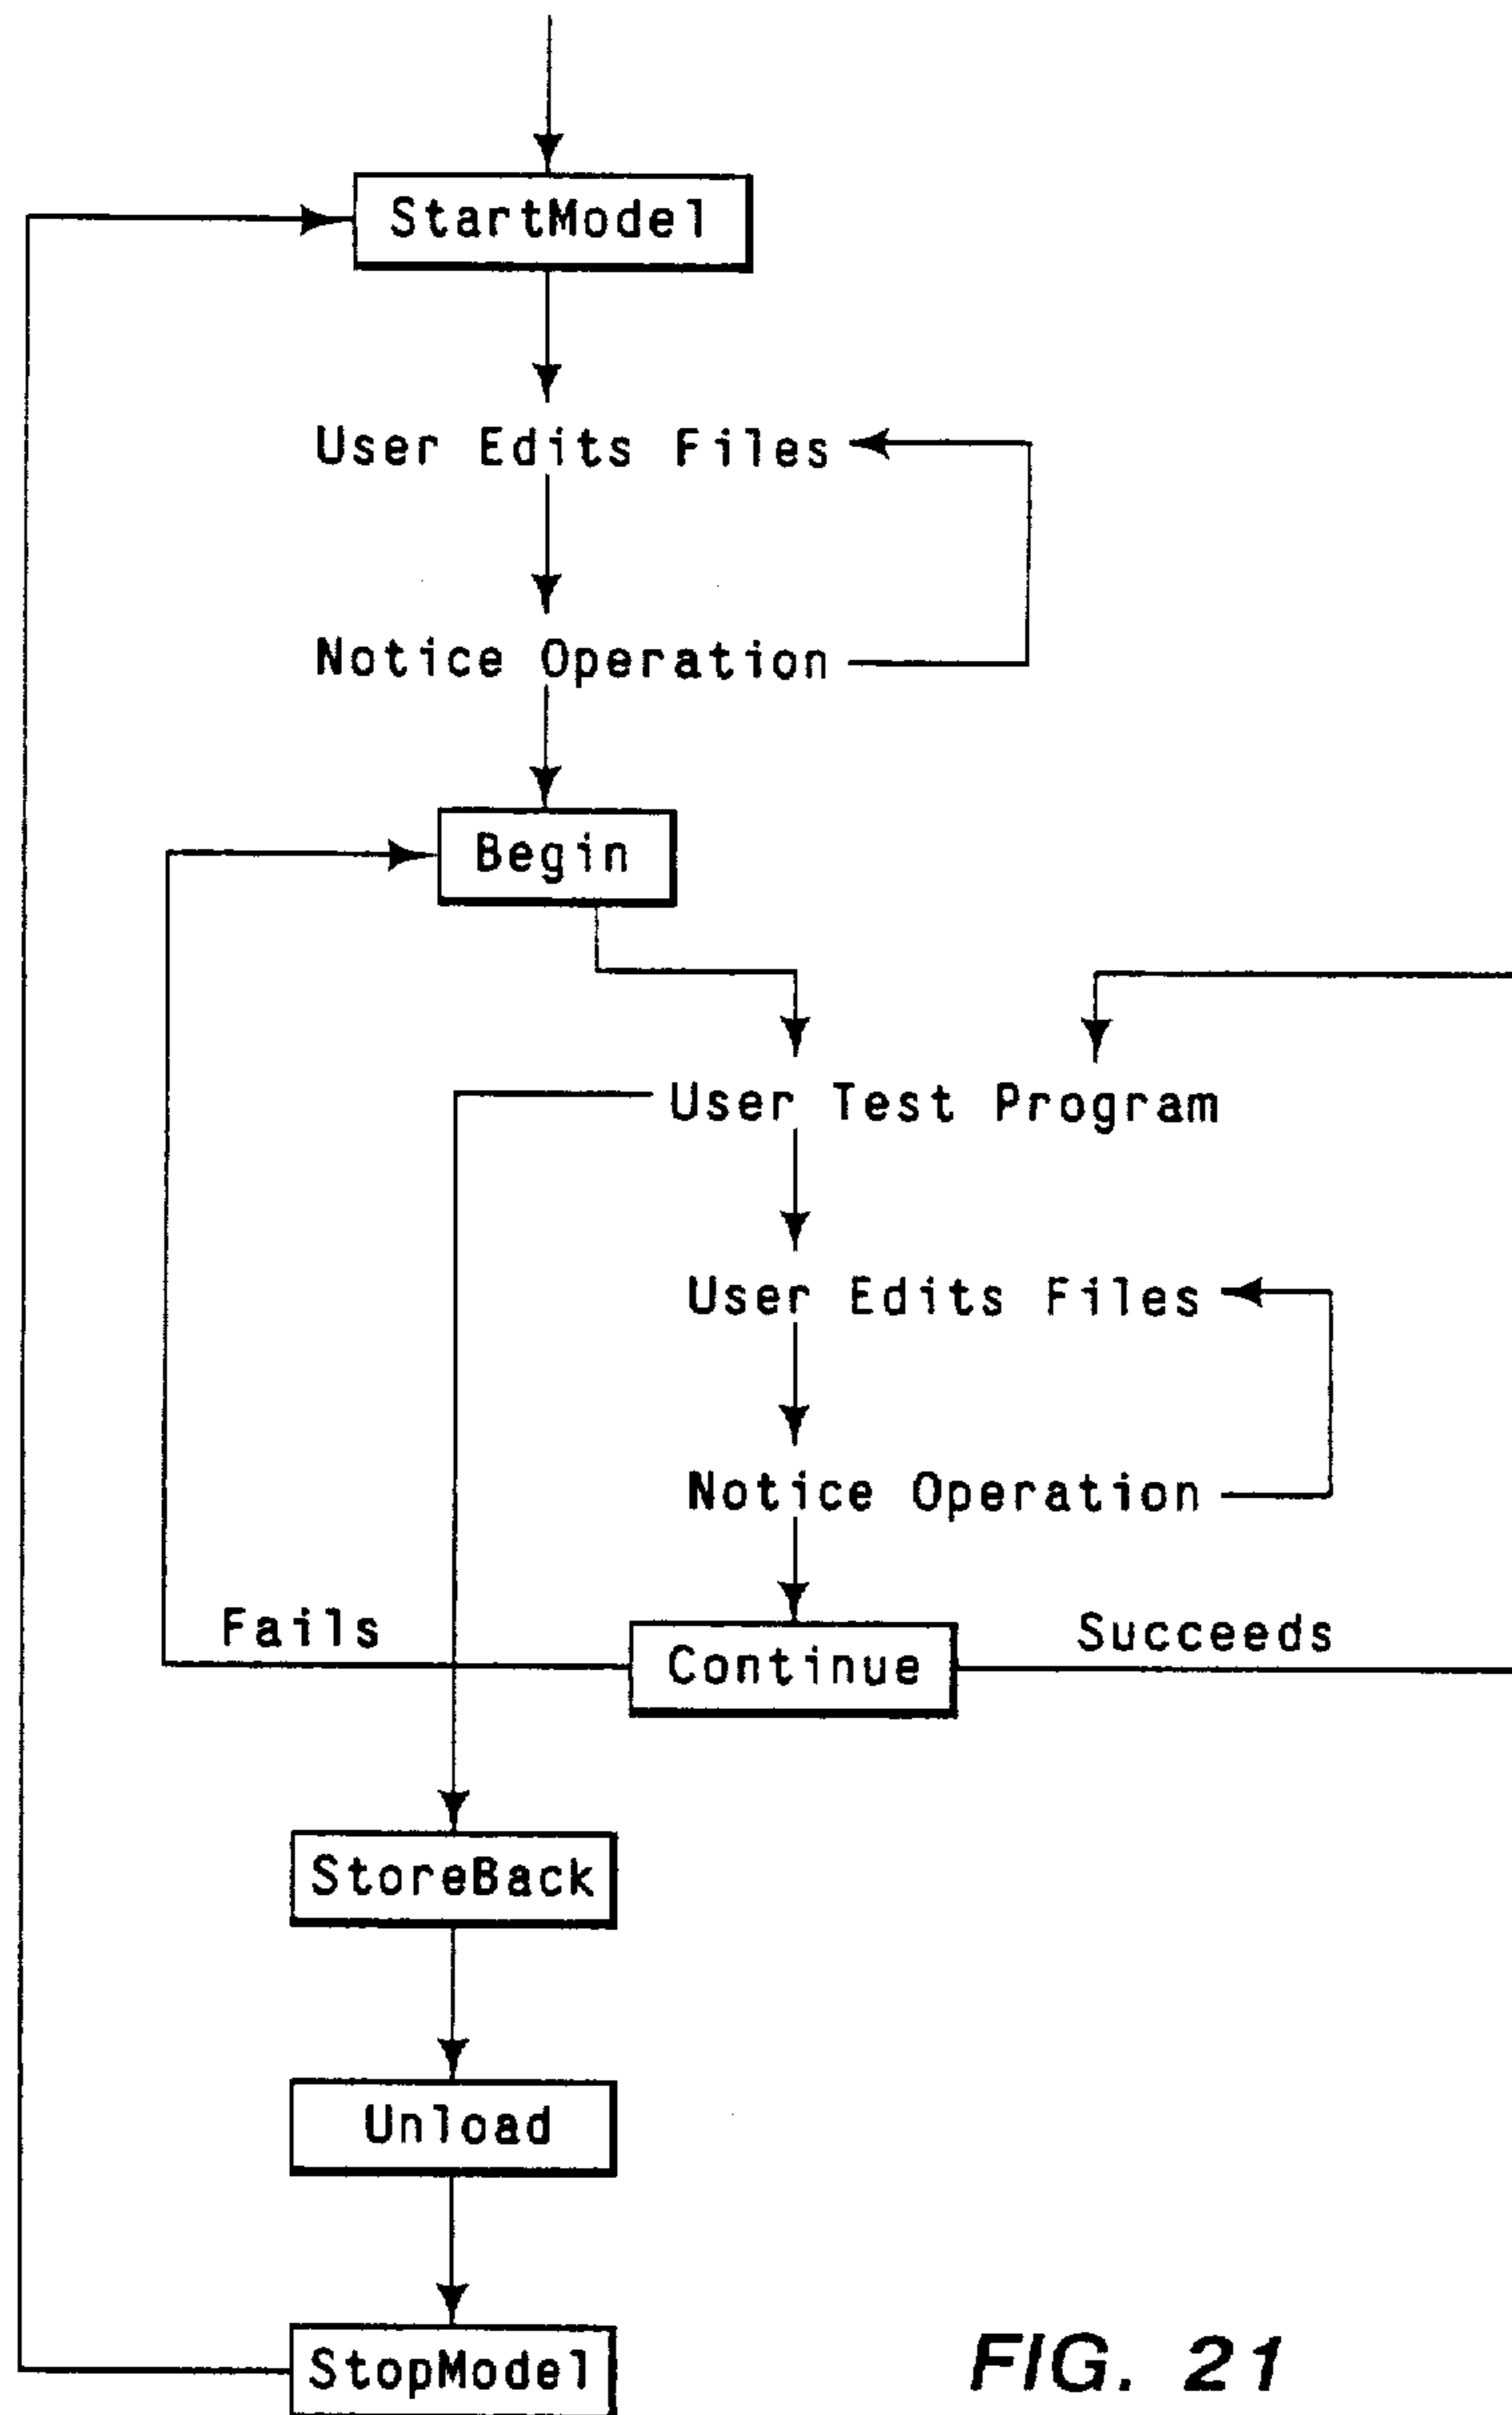 StartModel
User Edits Files
Notice Operation
Begin
User Test Program
User Edits Files
Notice Operation
Fails
Succeeds
Continue
StoreBack
Unload
StopModel
FIG. 21